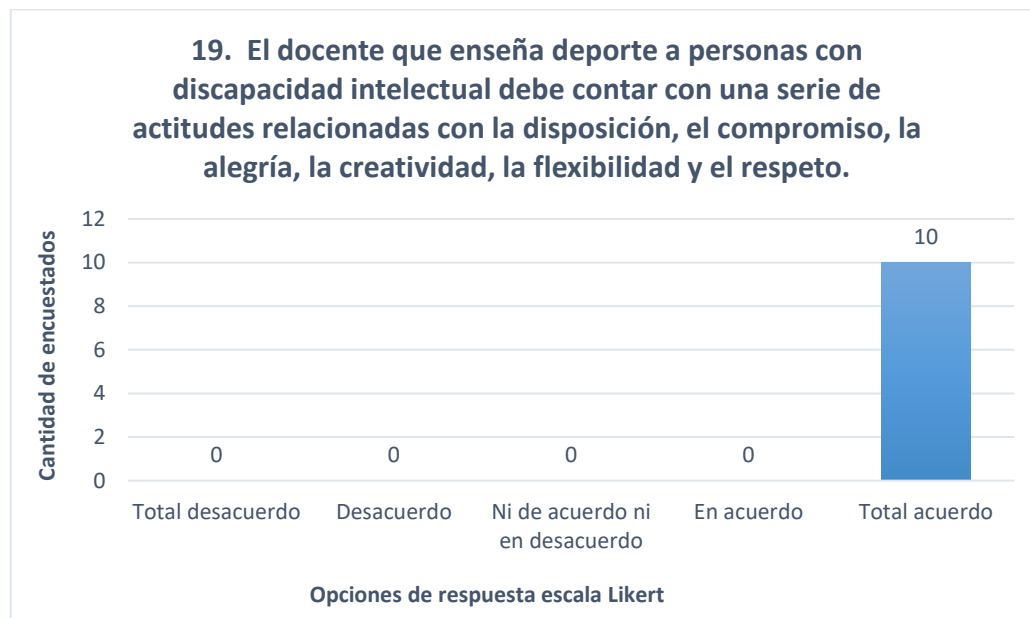 19. El docente que enseña deporte a personas con
discapacidad intelectual debe contar con una serie de
actitudes relacionadas con la disposición, el compromiso, la
alegría, la creatividad, la flexibilidad y el respeto.
Cantidad de encuestados
12
10
8
6
4
2
0
0
0
0
0
10
Total desacuerdo
Desacuerdo
Ni de acuerdo ni
en desacuerdo
En acuerdo
Total acuerdo
Opciones de respuesta escala Likert